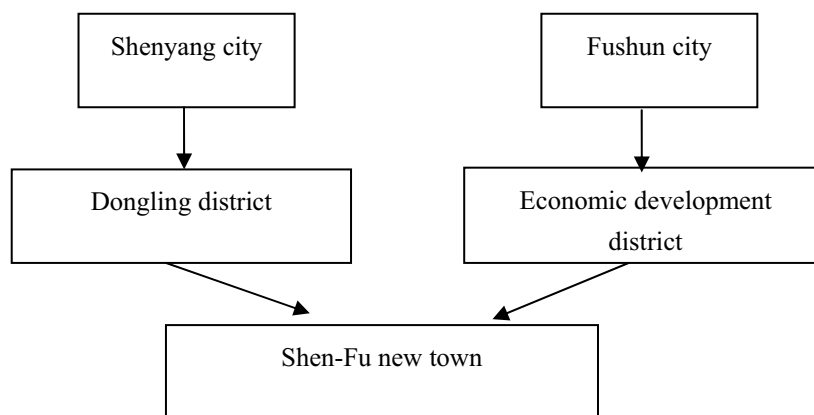 Shenyang city
Fushun city
Dongling district
Economic development
district
Shen-Fu new town